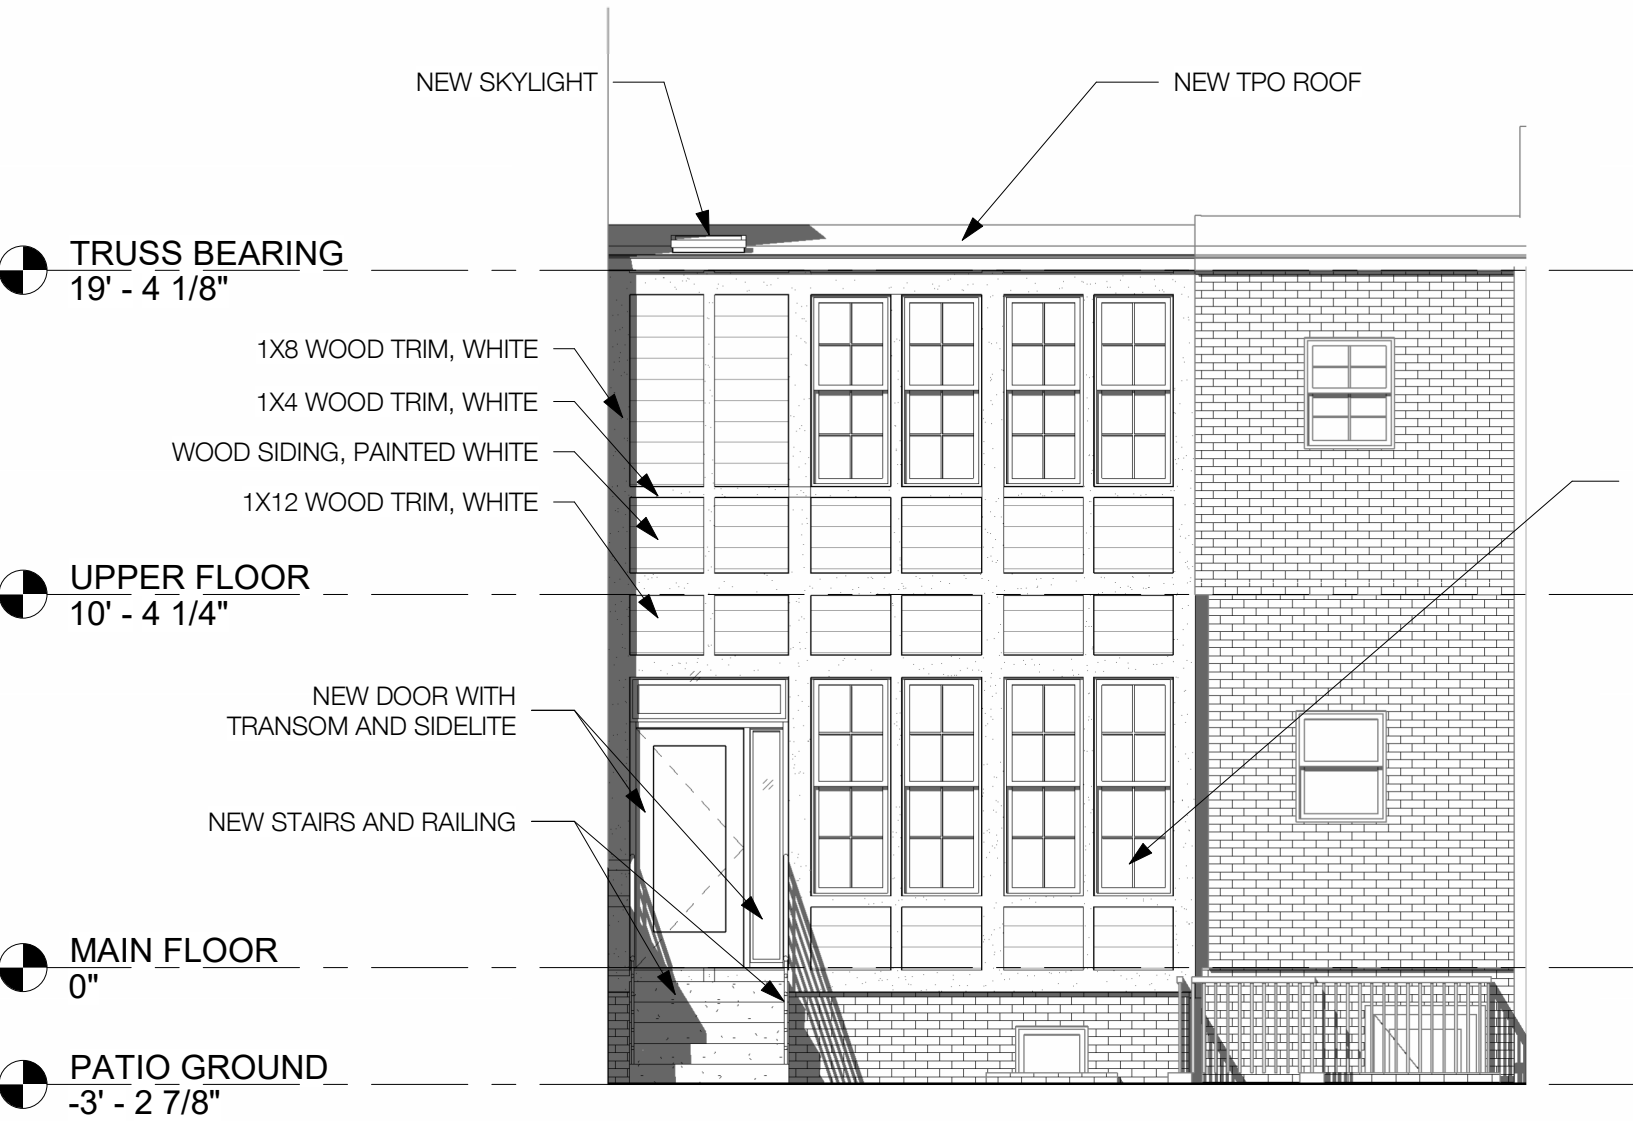 NEW SKYLIGHT
NEW TPO ROOF
TRUSS BEARING
19' - 4 1/8"
1X8 WOOD TRIM, WHITE
1X4 WOOD TRIM, WHITE
WOOD SIDING, PAINTED WHITE
1X12 WOOD TRIM, WHITE
UPPER FLOOR
10' - 4 1/4"
NEW DOOR WITH
TRANSOM AND SIDELITE
NEW STAIRS AND RAILING
MAIN FLOOR
0"
PATIO GROUND
-3' - 2 7/8"